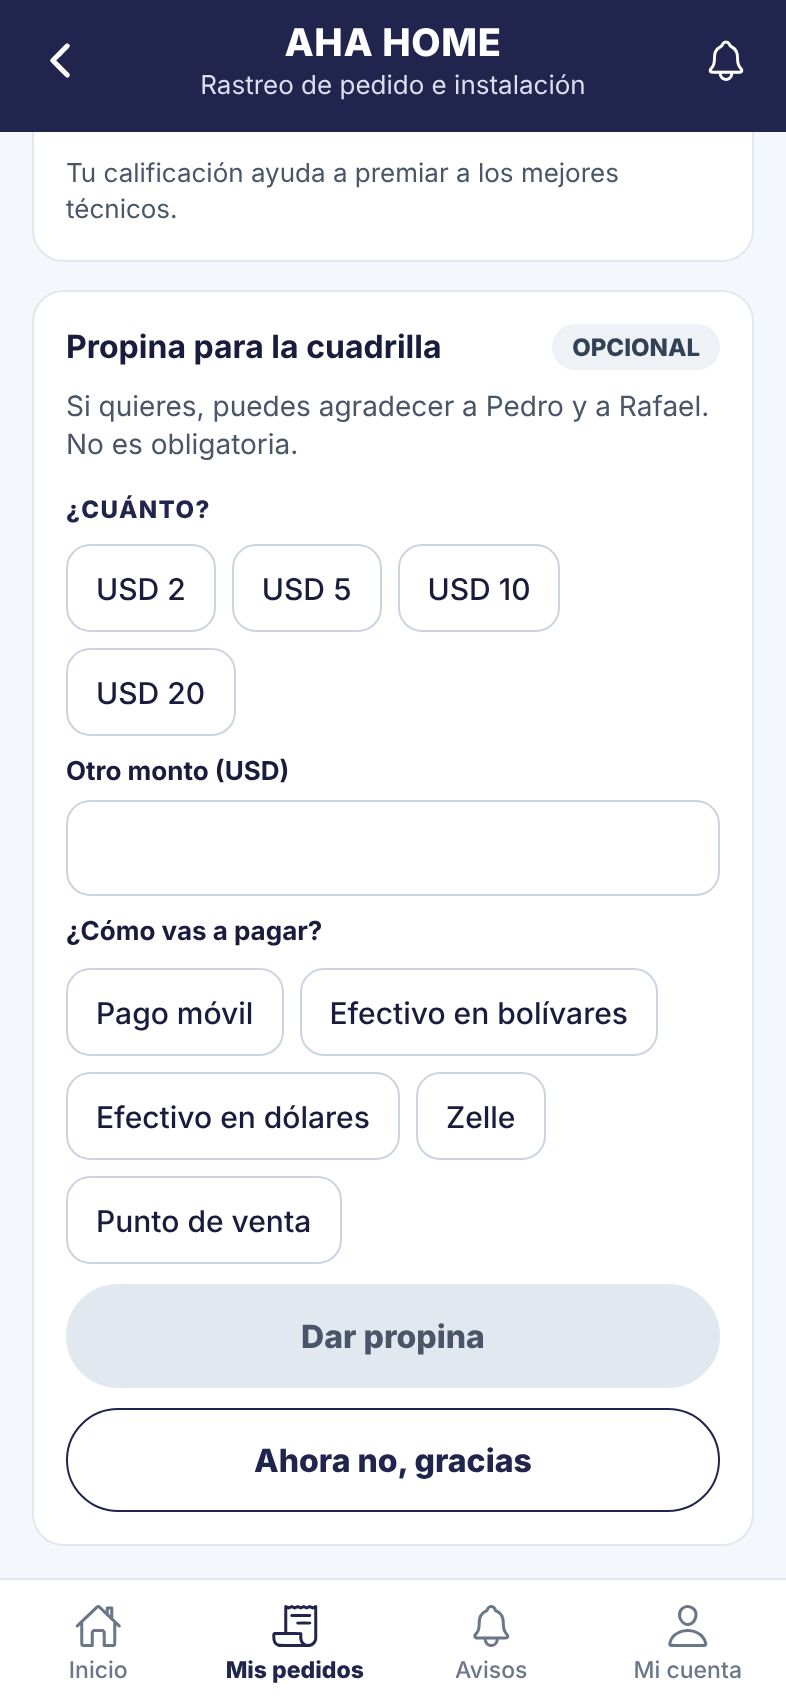 AHA HOME
Rastreo de pedido e instalación
Tu calificación ayuda a premiar a los mejores
técnicos.
Propina para la cuadrilla
OPCIONAL
Si quieres, puedes agradecer a Pedro y a Rafael.
No es obligatoria.
¿CUÁNTO?
USD 2
USD 5
USD 10
USD 20
Otro monto (USD)
¿Cómo vas a pagar?
Pago móvil
Efectivo en bolívares
Efectivo en dólares
Zelle
Punto de venta
Dar propina
Ahora no, gracias
Inicio
Mis pedidos
Avisos
Mi cuenta